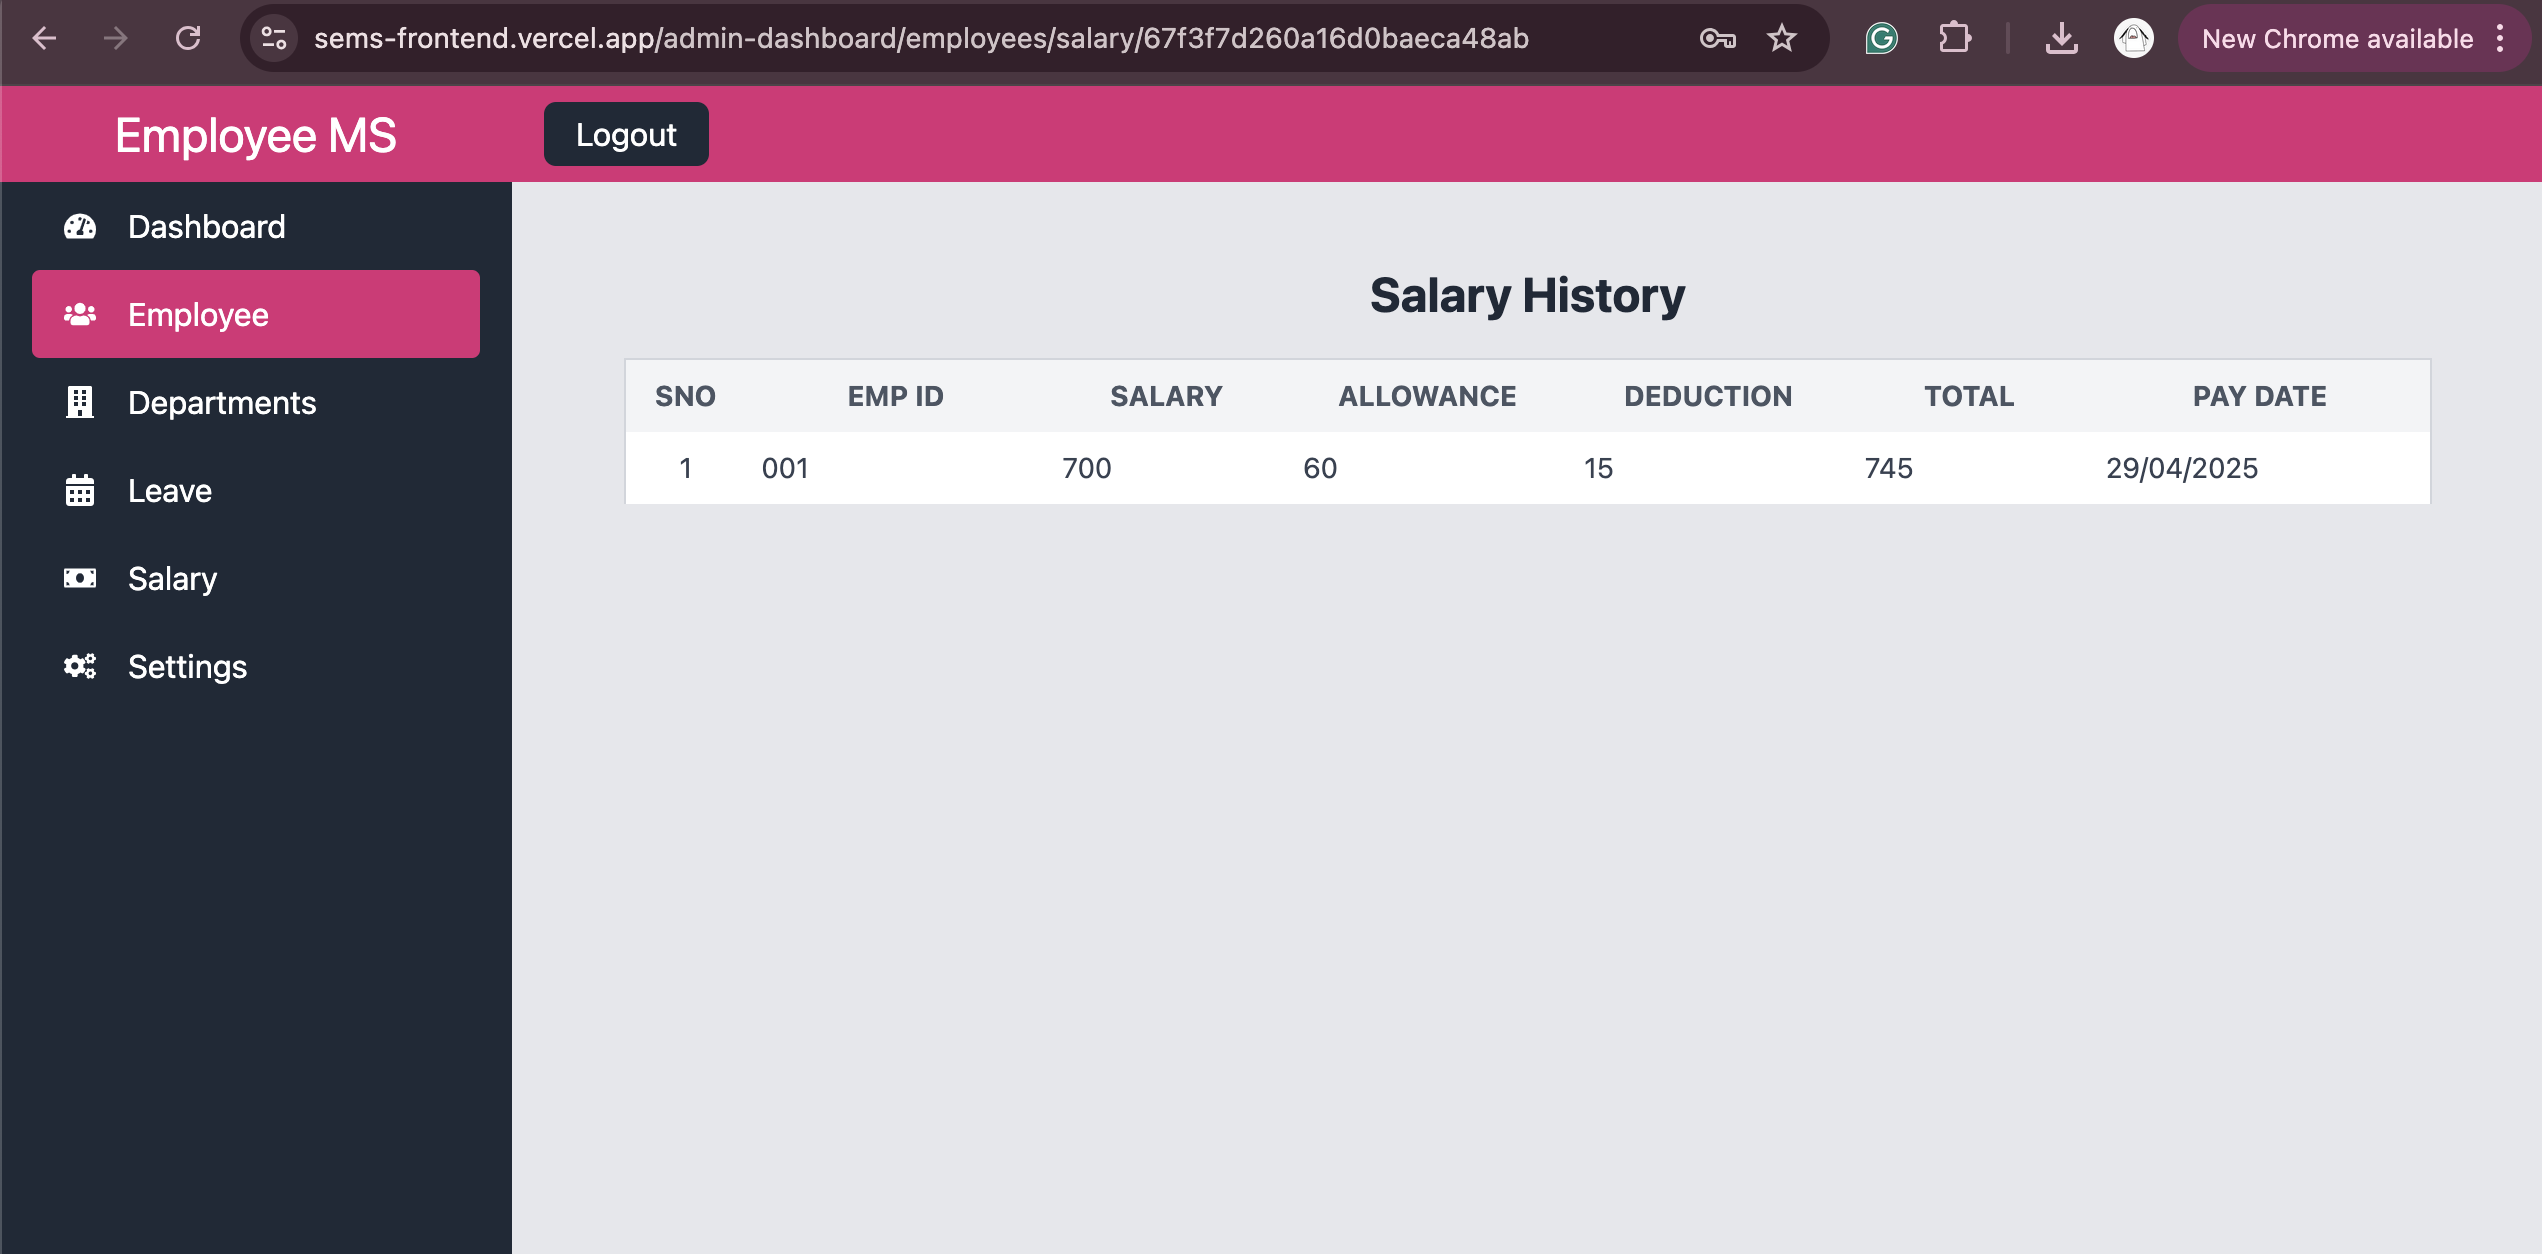 sems-frontend.vercel.app/admin-dashboard/employees/salary/67f3f7d260a16d0baeca48ab
New Chrome available
Employee MS
Logout
Dashboard
Employee
Departments
Leave
Salary
Settings
Salary History
SNO EMP ID SALARY ALLOWANCE DEDUCTION TOTAL PAY DATE
1 001 700 60 15 745 29/04/2025